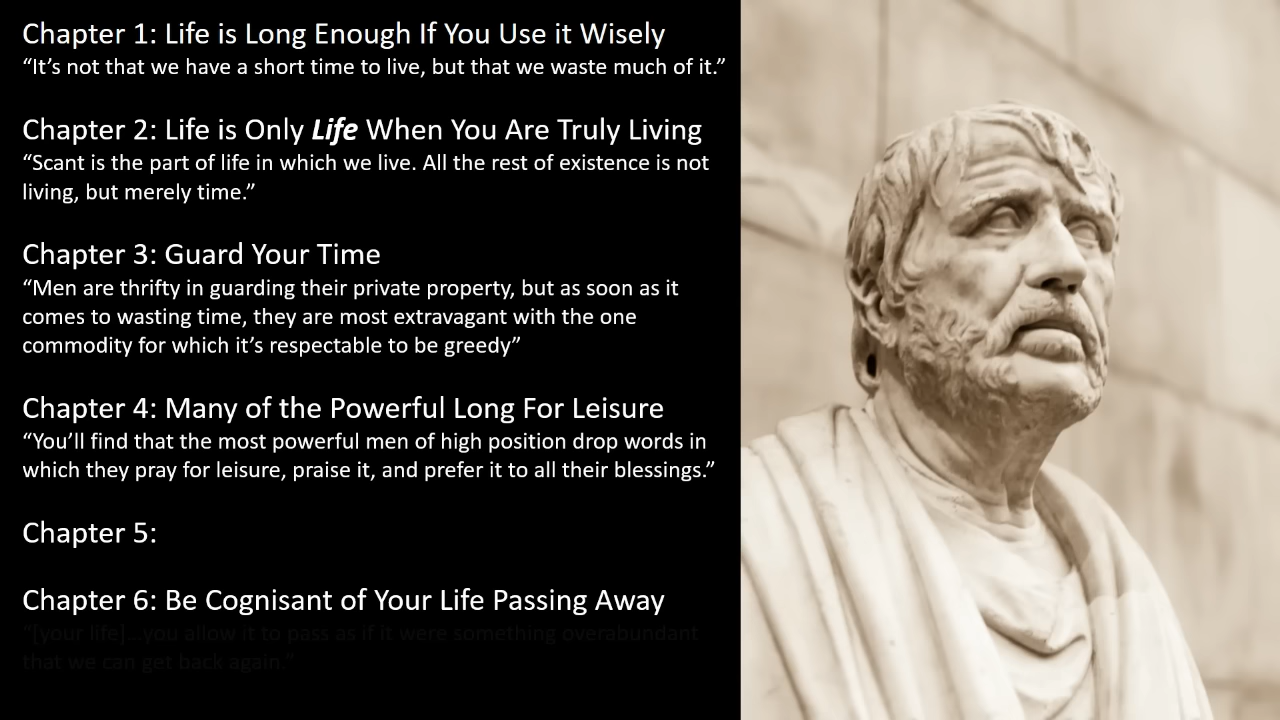 Chapter 1: Life is Long Enough If You Use it Wisely
“It’s not that we have a short time to live, but that we waste much of it.”
Chapter 2: Life is Only Life When You Are Truly Living
“Scant is the part of life in which we live. All the rest of existence is not
living, but merely time.”
Chapter 3: Guard Your Time
“Men are thrifty in guarding their private property, but as soon as it
comes to wasting time, they are most extravagant with the one
commodity for which it’s respectable to be greedy”
Chapter 4: Many of the Powerful Long For Leisure
“You’ll find that the most powerful men of high position drop words in
which they pray for leisure, praise it, and prefer it to all their blessings.”
Chapter 5:
Chapter 6: Be Cognisant of Your Life Passing Away
“[your life]...you allow it to pass as if it were something overabundant
that we can get back again.”